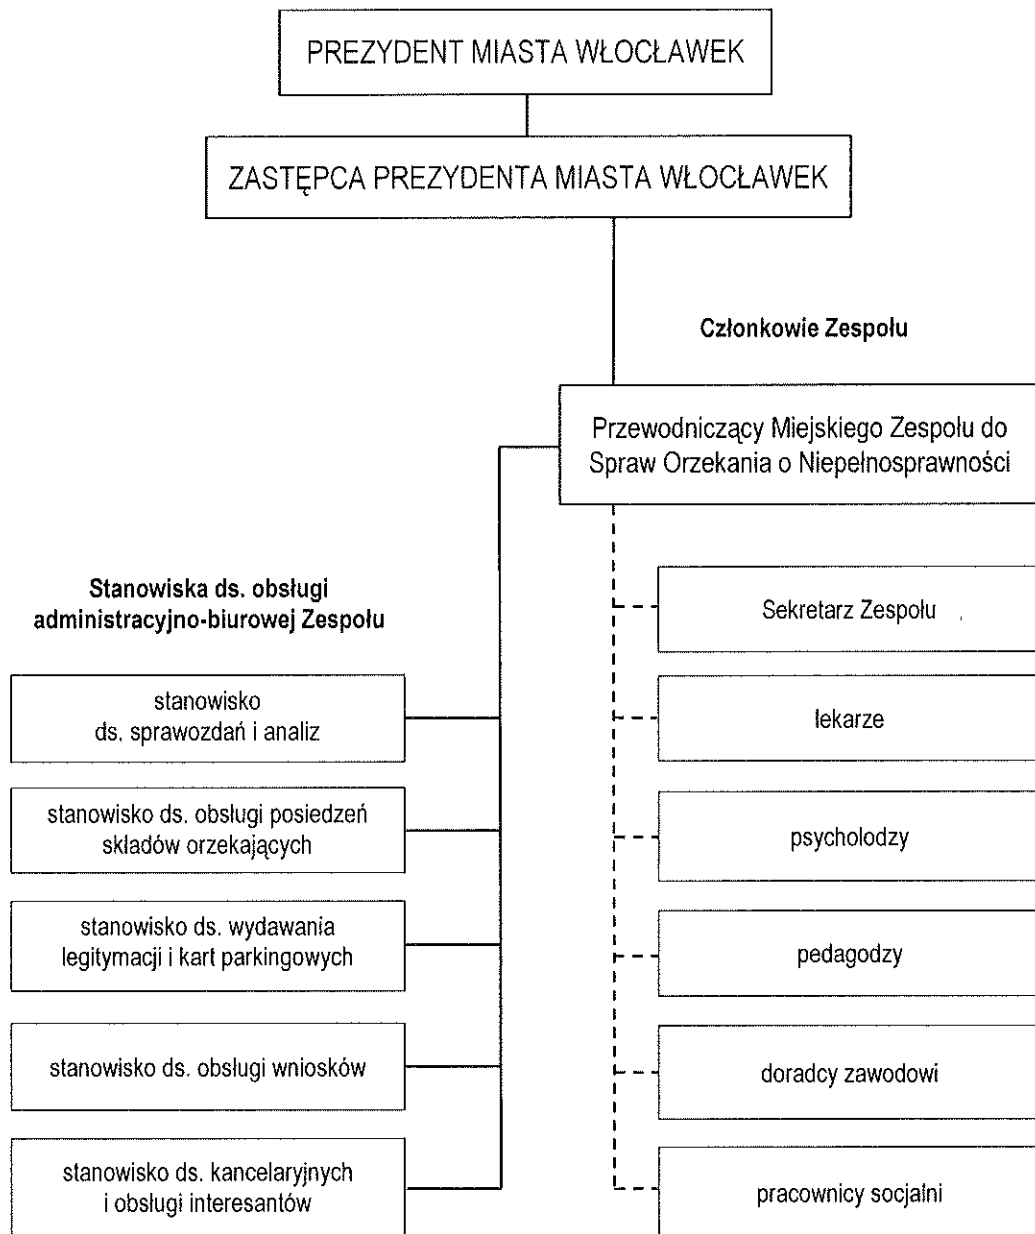 PREZYDENT MIASTA WŁOCŁAWEK
ZASTĘPCA PREZYDENTA MIASTA WŁOCŁAWEK
Członkowie Zespołu
Przewodniczący Miejskiego Zespołu do
Spraw Orzekania o Niepełnosprawności
Stanowiska ds. obsługi
administracyjno-biurowej Zespołu
stanowisko
ds. sprawozdań i analiz
stanowisko ds. obsługi posiedzeń
składów orzekających
stanowisko ds. wydawania
legitymacji i kart parkingowych
stanowisko ds. obsługi wniosków
stanowisko ds. kancelaryjnych
i obsługi interesantów
Sekretarz Zespołu
lekarze
psycholodzy
pedagodzy
doradcy zawodowi
pracownicy socjalni